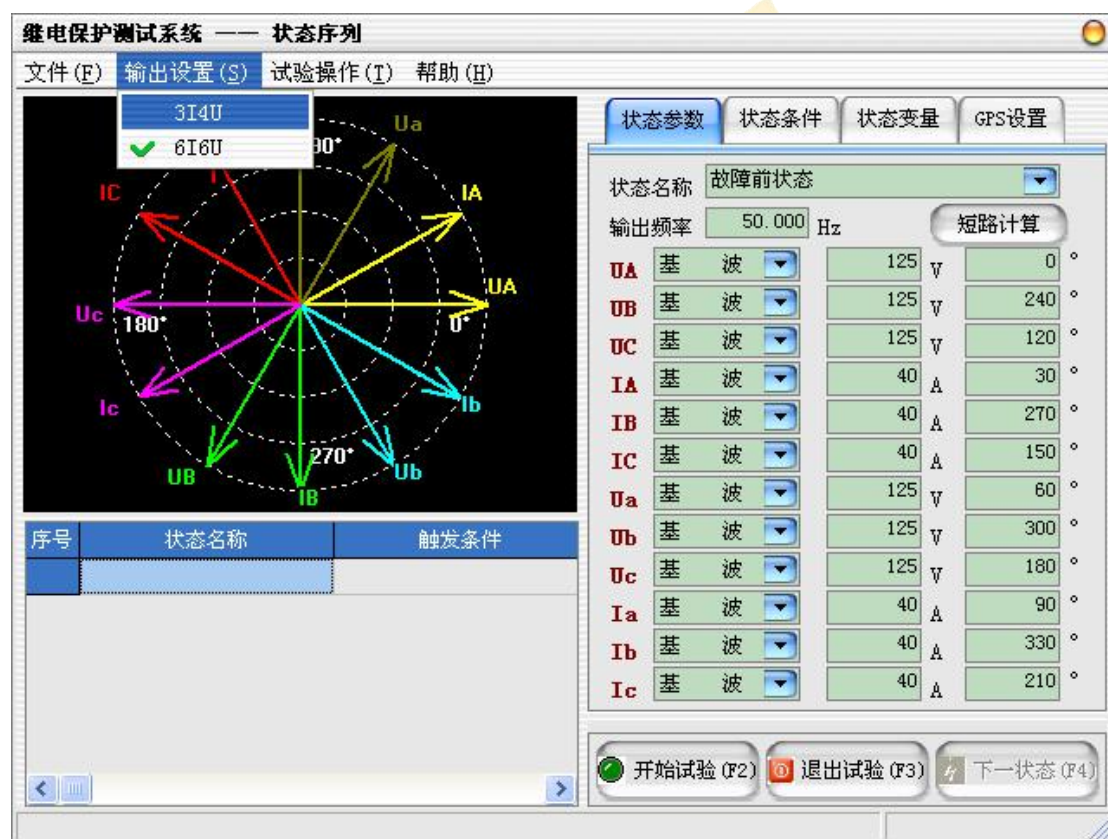 继电保护测试系统 —— 状态序列
文件(F) 输出设置(S) 试验操作(T) 帮助(H)
3I4U
6I6U
90°
Ua
IC
IA
UA
Uc
180°
0°
Ic
Ib
270°
UB
IB
Ub
序号 状态名称 触发条件
状态参数 状态条件 状态变量 GPS设置
状态名称 故障前状态
输出频率 50.000 Hz 短路计算
UA 基 波 125 V 0 °
UB 基 波 125 V 240 °
UC 基 波 125 V 120 °
IA 基 波 40 A 30 °
IB 基 波 40 A 270 °
IC 基 波 40 A 150 °
Ua 基 波 125 V 60 °
Ub 基 波 125 V 300 °
Uc 基 波 125 V 180 °
Ia 基 波 40 A 90 °
Ib 基 波 40 A 330 °
Ic 基 波 40 A 210 °
开始试验(F2) 退出试验(F3) 下一状态(F4)